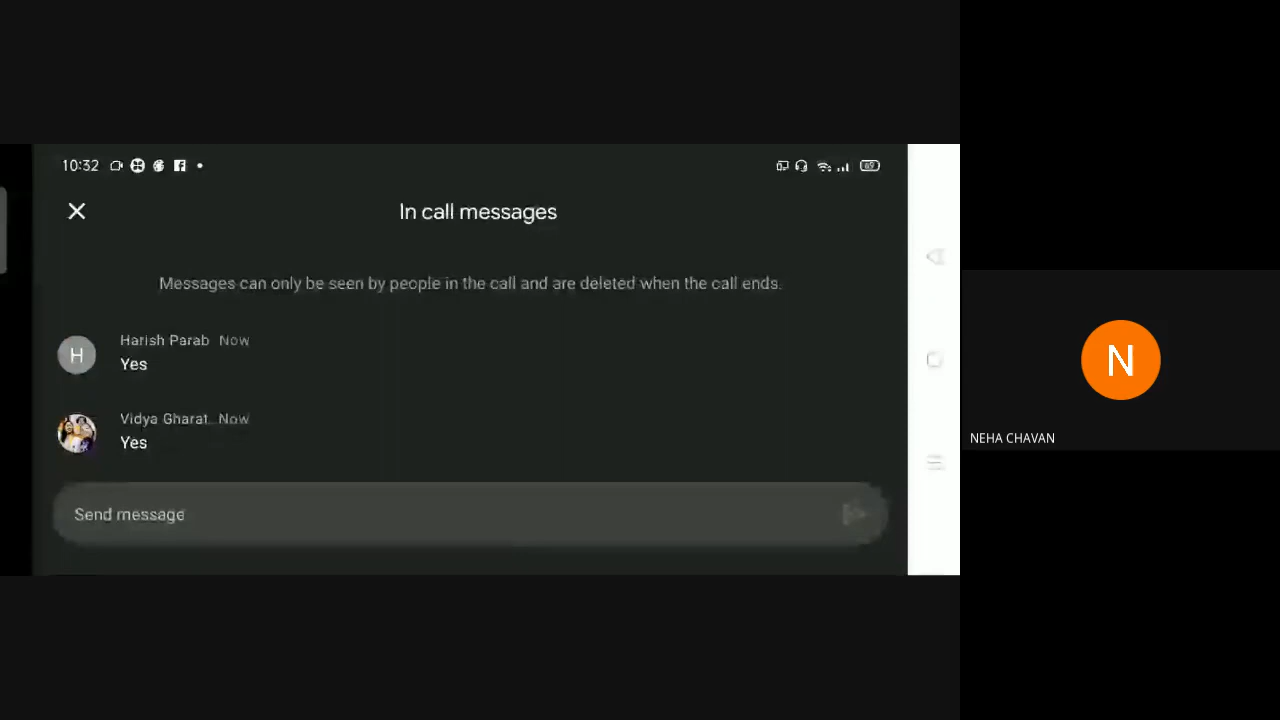 10:32
69
In call messages
Messages can only be seen by people in the call and are deleted when the call ends.
Harish Parab Now
H
Yes
Vidya Gharat Now
Yes
Send message
N
NEHA CHAVAN